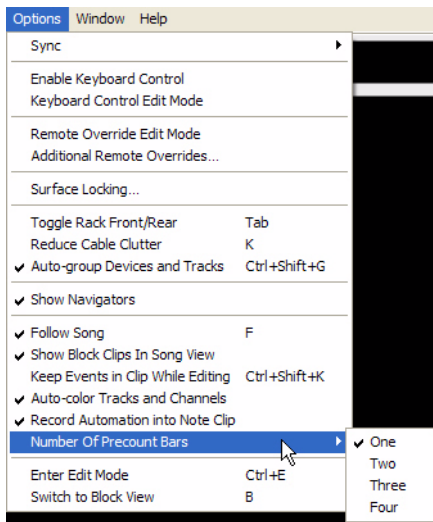 Options Window Help
Sync
Enable Keyboard Control
Keyboard Control Edit Mode
Remote Override Edit Mode
Additional Remote Overrides...
Surface Locking...
Toggle Rack Front/Rear Tab
Reduce Cable Clutter K
Auto-group Devices and Tracks Ctrl+Shift+G
Show Navigators
Follow Song F
Show Block Clips In Song View
Keep Events in Clip While Editing Ctrl+Shift+K
Auto-color Tracks and Channels
Record Automation into Note Clip
Number Of Precount Bars
One
Two
Three
Four
Enter Edit Mode Ctrl+E
Switch to Block View B